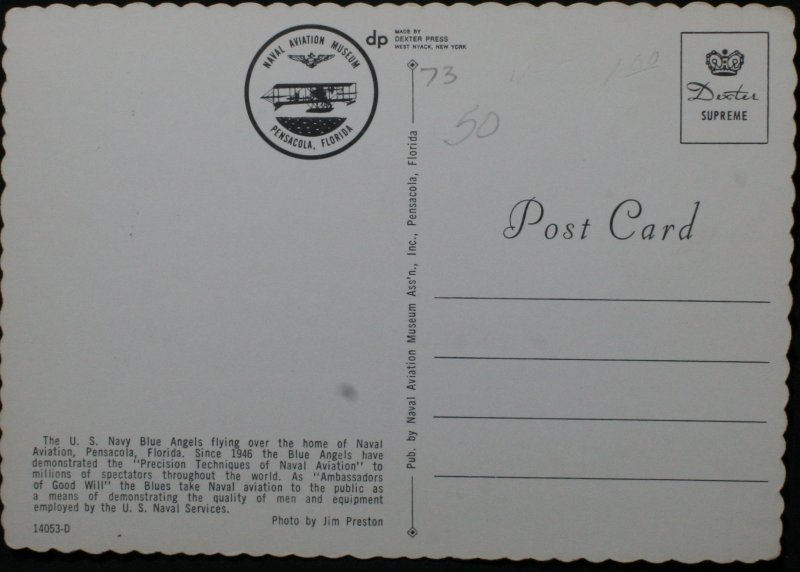 NAVAL AVIATION MUSEUM
PENSACOLA, FLORIDA
dp
MADE BY
DEXTER PRESS
WEST NYACK, NEW YORK
73
1.00
50
Dexter
SUPREME
Post Card
Pub. by Naval Aviation Museum Ass'n., Inc., Pensacola, Florida
The U. S. Navy Blue Angels flying over the home of Naval
Aviation, Pensacola, Florida. Since 1946 the Blue Angels have
demonstrated the "Precision Techniques of Naval Aviation" to
millions of spectators throughout the world. As "Ambassadors
of Good Will" the Blues take Naval aviation to the public as
a means of demonstrating the quality of men and equipment
employed by the U. S. Naval Services.
Photo by Jim Preston
14053-D